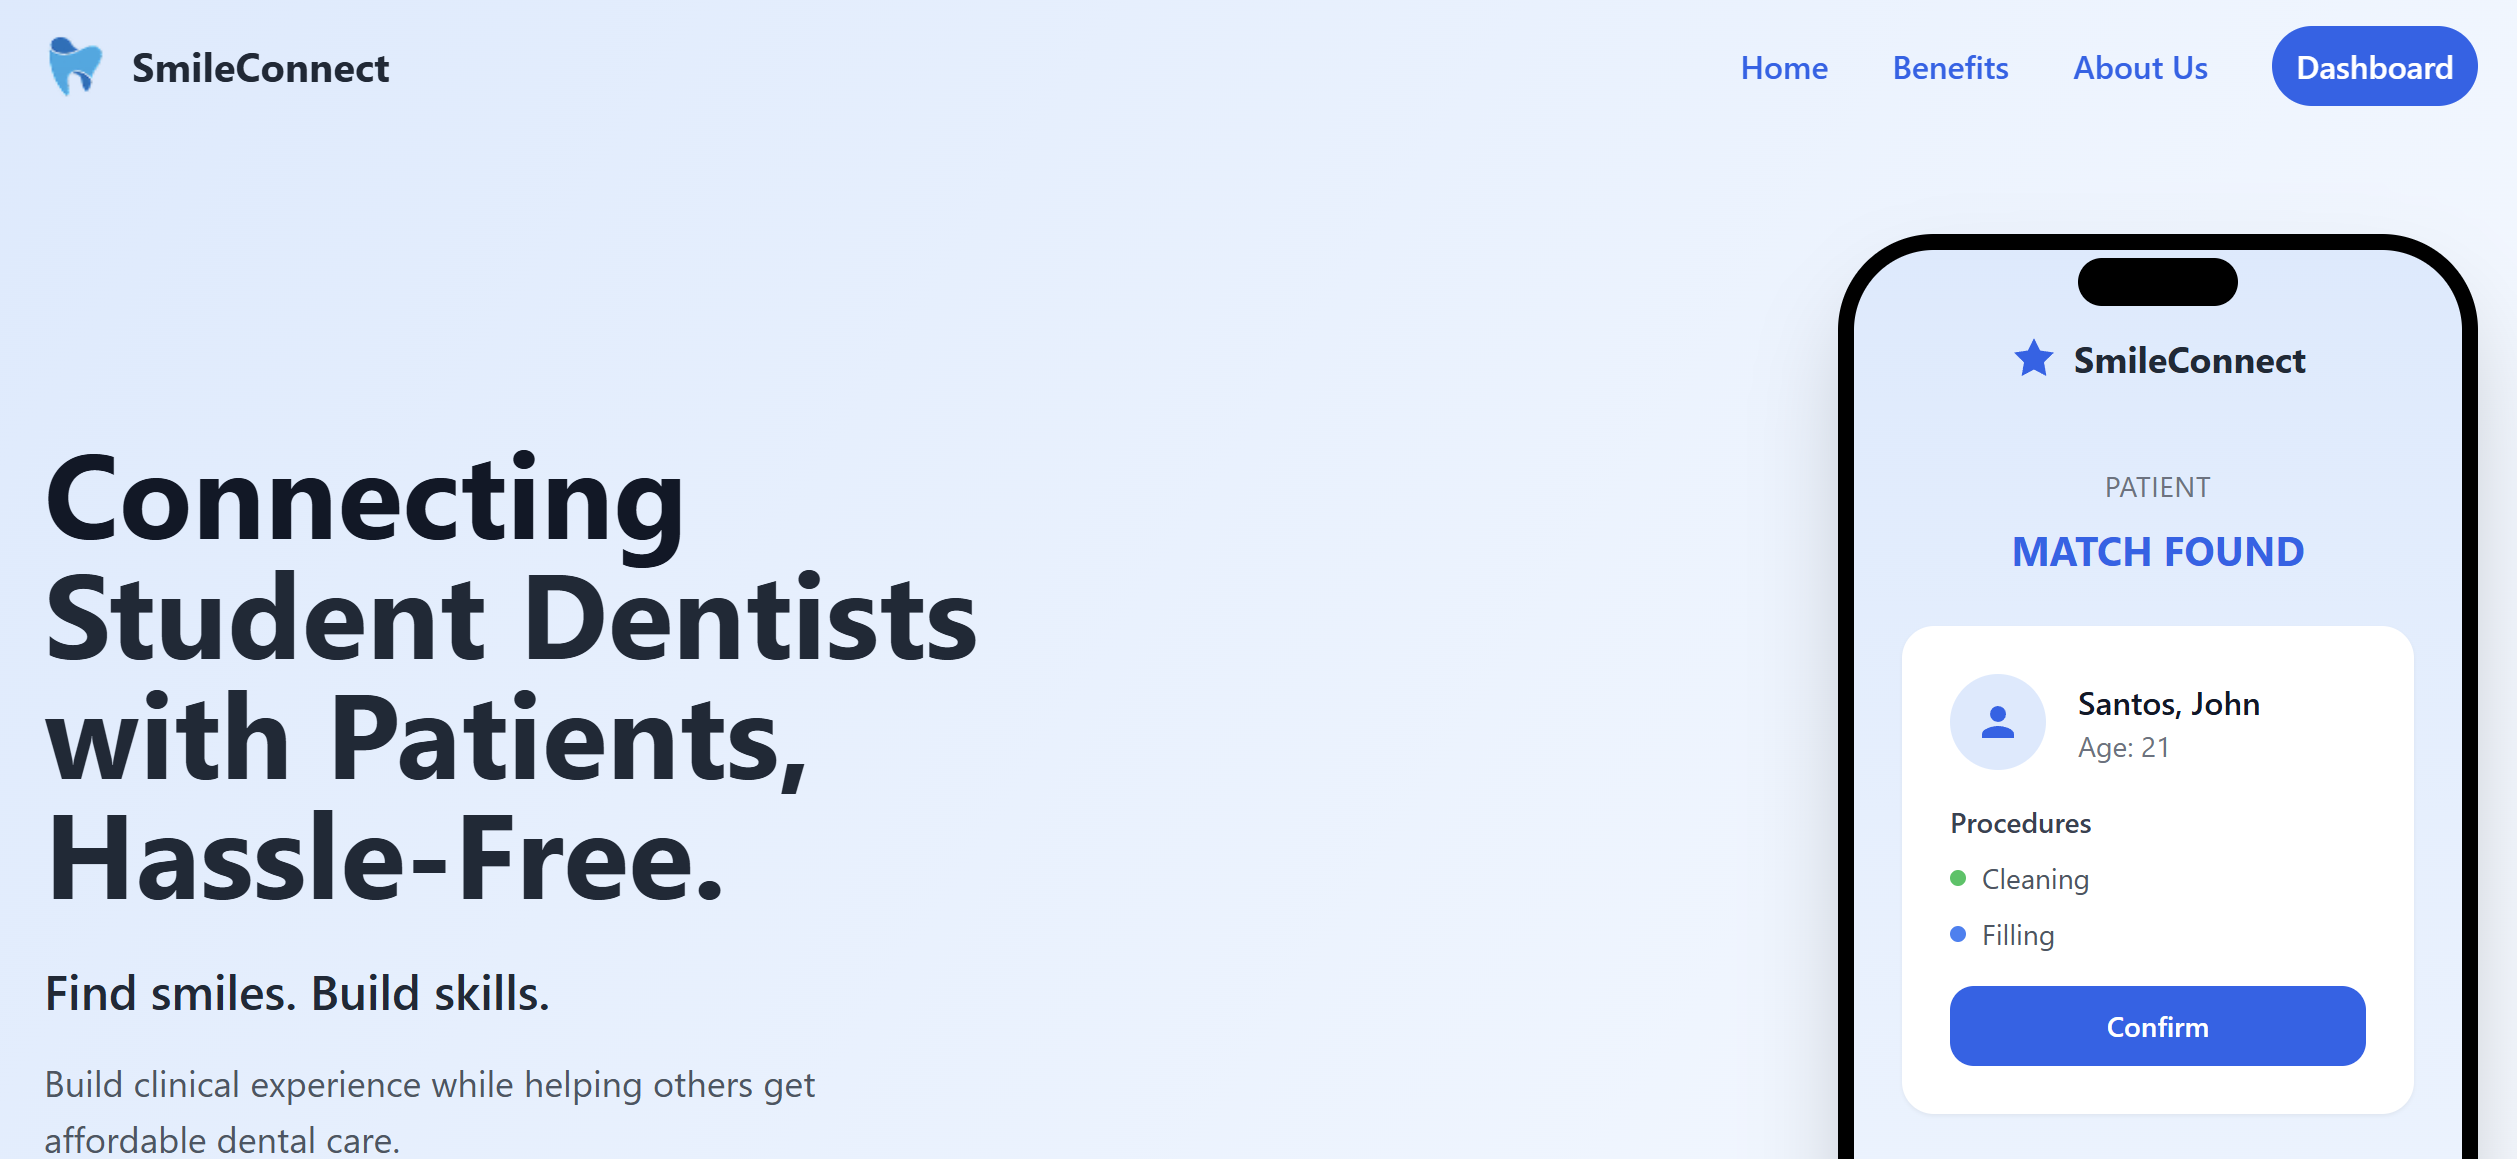 SmileConnect
Home
Benefits
About Us
Dashboard
Connecting
Student Dentists
with Patients,
Hassle-Free.
Find smiles. Build skills.
Build clinical experience while helping others get
affordable dental care.
SmileConnect
PATIENT
MATCH FOUND
Santos, John
Age: 21
Procedures
Cleaning
Filling
Confirm